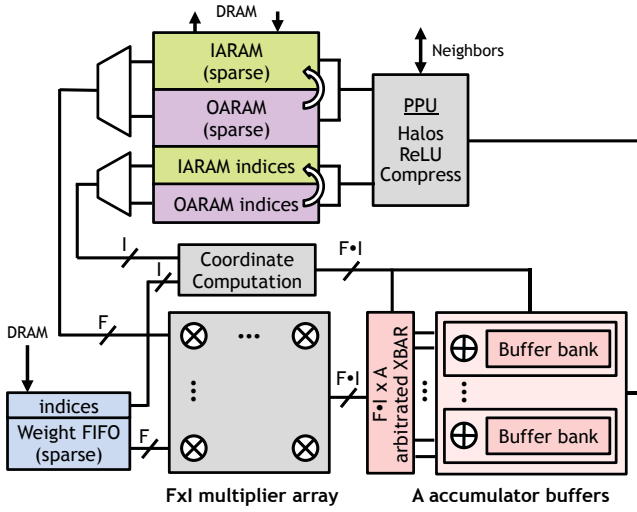 DRAM
IARAM
(sparse)
OARAM
(sparse)
IARAM indices
OARAM indices
Neighbors
PPU
Halos
ReLU
Compress
I
I
Coordinate
Computation
F•I
DRAM
F
indices
Weight FIFO
(sparse)
F
...
...
F•I
F•I x A
arbitrated XBAR
...
Buffer bank
...
Buffer bank
FxI multiplier array
A accumulator buffers